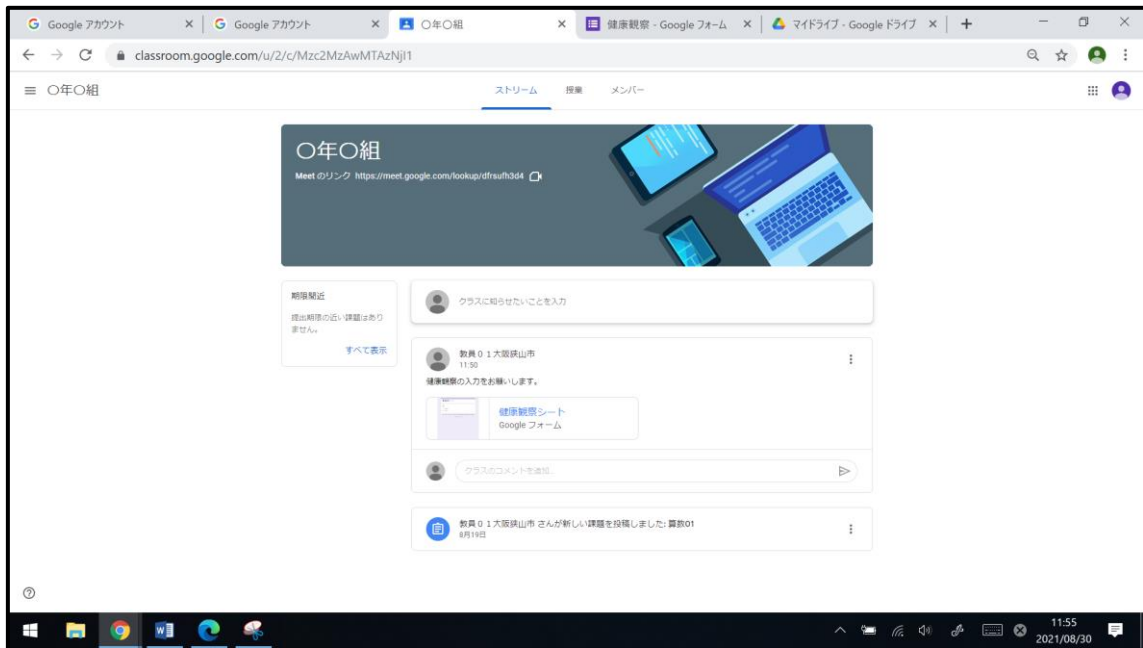 Google アカウント
Google アカウント
〇年〇組
健康観察 - Google フォーム
マイドライブ - Google ドライブ
classroom.google.com/u/2/c/Mzc2MzAwMTAzNjI1
〇年〇組
ストリーム
授業
メンバー
〇年〇組
Meet のリンク https://meet.google.com/lookup/dfrsufh3d4
期限間近
提出期限の近い課題はあり
ません。
すべて表示
クラスに知らせたいことを入力
教員01大阪狭山市
11:50
健康観察の入力をお願いします。
健康観察シート
Google フォーム
クラスのコメントを追加...
教員01大阪狭山市 さんが新しい課題を投稿しました: 算数01
8月19日
11:55
2021/08/30